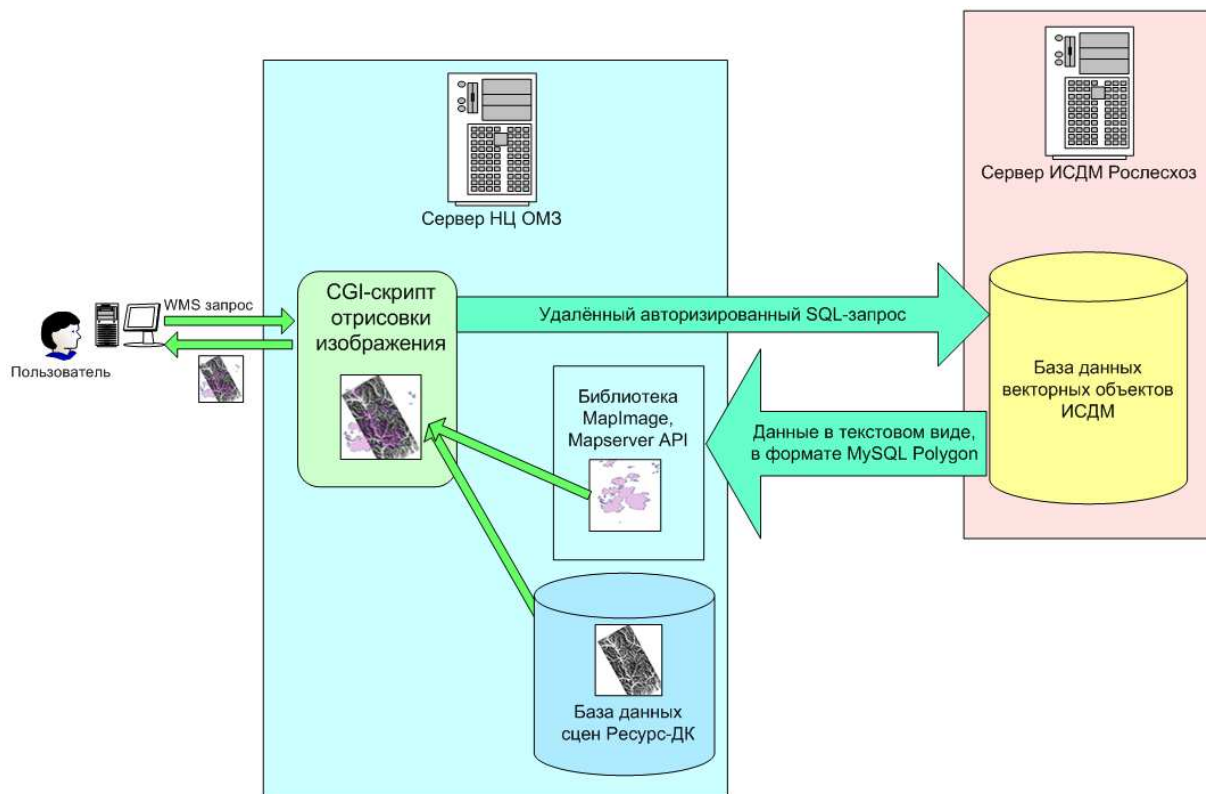 Сервер НЦ ОМЗ
Сервер ИСДМ Рослесхоз
WMS запрос
Пользователь
CGI-скрипт
отрисовки
изображения
Удалённый авторизированный SQL-запрос
Библиотека
MapImage,
Mapserver API
Данные в текстовом виде,
в формате MySQL Polygon
База данных
векторных объектов
ИСДМ
База данных
сцен Ресурс-ДК